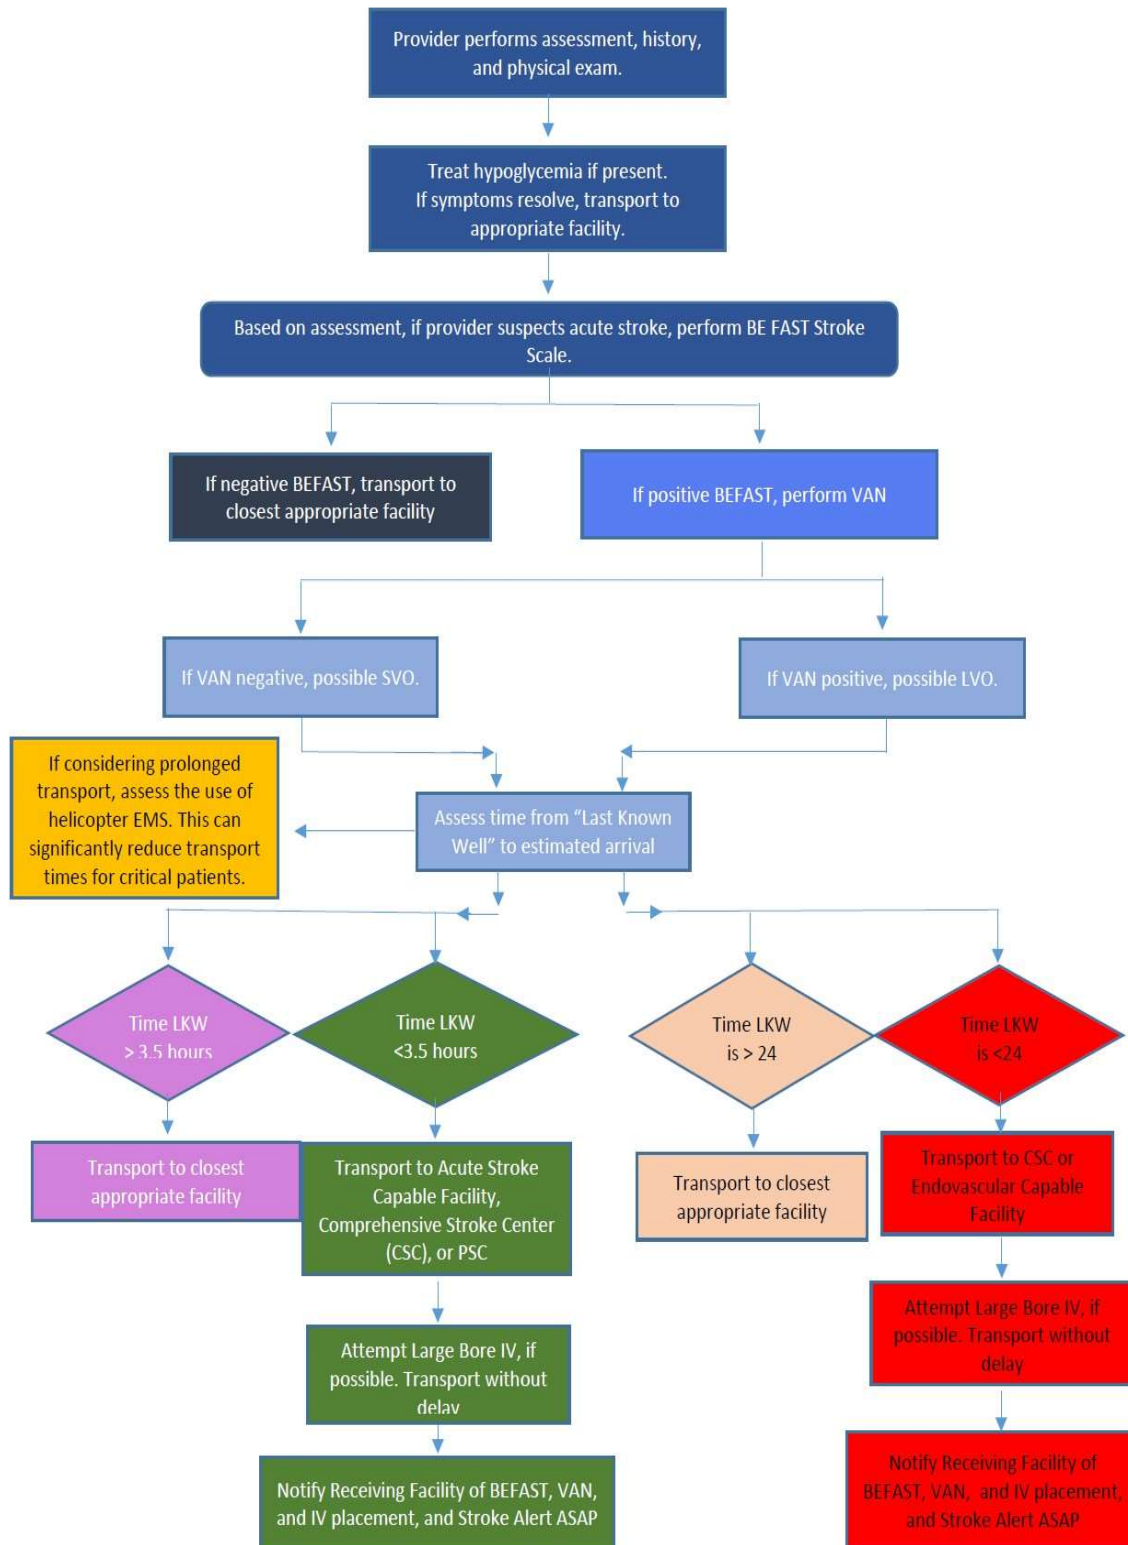 Provider performs assessment, history,
and physical exam.
Treat hypoglycemia if present.
If symptoms resolve, transport to
appropriate facility.
Based on assessment, if provider suspects acute stroke, perform BE FAST Stroke
Scale.
If negative BEFAST, transport to
closest appropriate facility
If positive BEFAST, perform VAN
If VAN negative, possible SVO.
If VAN positive, possible LVO.
If considering prolonged
transport, assess the use of
helicopter EMS. This can
significantly reduce transport
times for critical patients.
Assess time from “Last Known
Well” to estimated arrival
Time LKW
> 3.5 hours
Time LKW
<3.5 hours
Time LKW
is > 24
Time LKW
is <24
Transport to closest
appropriate facility
Transport to Acute Stroke
Capable Facility,
Comprehensive Stroke Center
(CSC), or PSC
Transport to closest
appropriate facility
Transport to CSC or
Endovascular Capable
Facility
Attempt Large Bore IV, if
possible. Transport without
delay
Attempt Large Bore IV, if
possible. Transport without
delay
Notify Receiving Facility of BEFAST, VAN,
and IV placement, and Stroke Alert ASAP
Notify Receiving Facility of
BEFAST, VAN, and IV placement,
and Stroke Alert ASAP